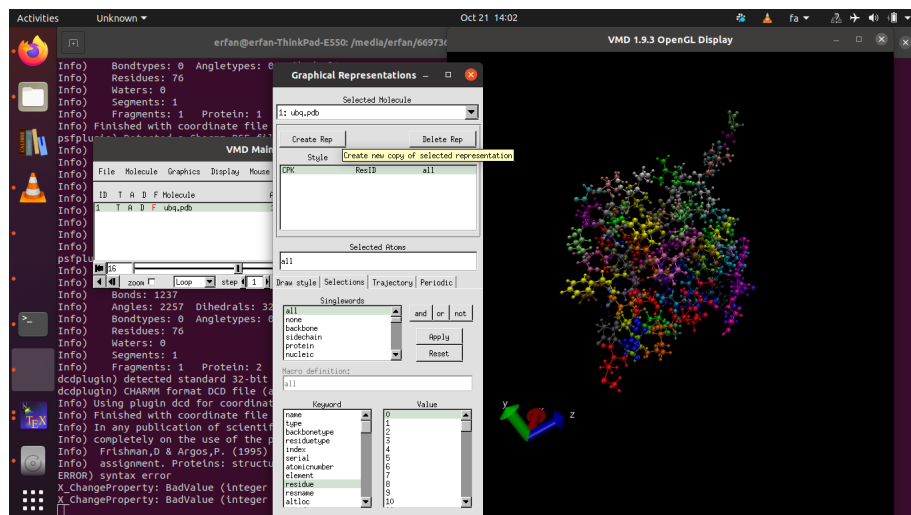 Activities
Unknown
Oct 21 14:02
fa
erfan@erfan-ThinkPad-E550: /media/erfan/66973
VMD 1.9.3 OpenGL Display
Info) Bondtypes: 0 Angletypes: 0
Info) Residues: 76
Info) Waters: 0
Info) Segments: 1
Info) Fragments: 1 Protein: 1
Info) Finished with coordinate file
Info)
Info)
Info)
Info)
Info)
Info)
Info)
Info)
Info)
psfplu
Info)
Info)
Info) Bonds: 1237
Info) Angles: 2257 Dihedrals: 32
Info) Bondtypes: 0 Angletypes: 0
Info) Residues: 76
Info) Waters: 0
Info) Segments: 1
Info) Fragments: 1 Protein: 2
dcdplugin) detected standard 32-bit
dcdplugin) CHARMM format DCD file (a
Info) Using plugin dcd for coordinat
Info) Finished with coordinate file
Info) In any publication of scientif
Info) completely on the use of the p
Info) Frishman,D & Argos,P. (1995)
Info) assignment. Proteins: structu
ERROR) syntax error
X_ChangeProperty: BadValue (integer
X_ChangeProperty: BadValue (integer
VMD Main
File Molecule Graphics Display Mouse
ID T A D F Molecule
1 T A D F ubq.pdb
16
zoom Loop step 1
Graphical Representations
Selected Molecule
1: ubq.pdb
Create Rep Delete Rep
Create new copy of selected representation
Style
CPK ResID all
Selected Atoms
all
Draw style Selections Trajectory Periodic
Singlewords
all
none
backbone
sidechain
protein
nucleic
and or not
Apply
Reset
Macro definition:
all
Keyword Value
name 0
type 1
backbonetype 2
residuetype 3
index 4
serial 5
atomicnumber 6
element 7
residue 8
resname 9
altloc 10
y
z
CALIBRE
TEX